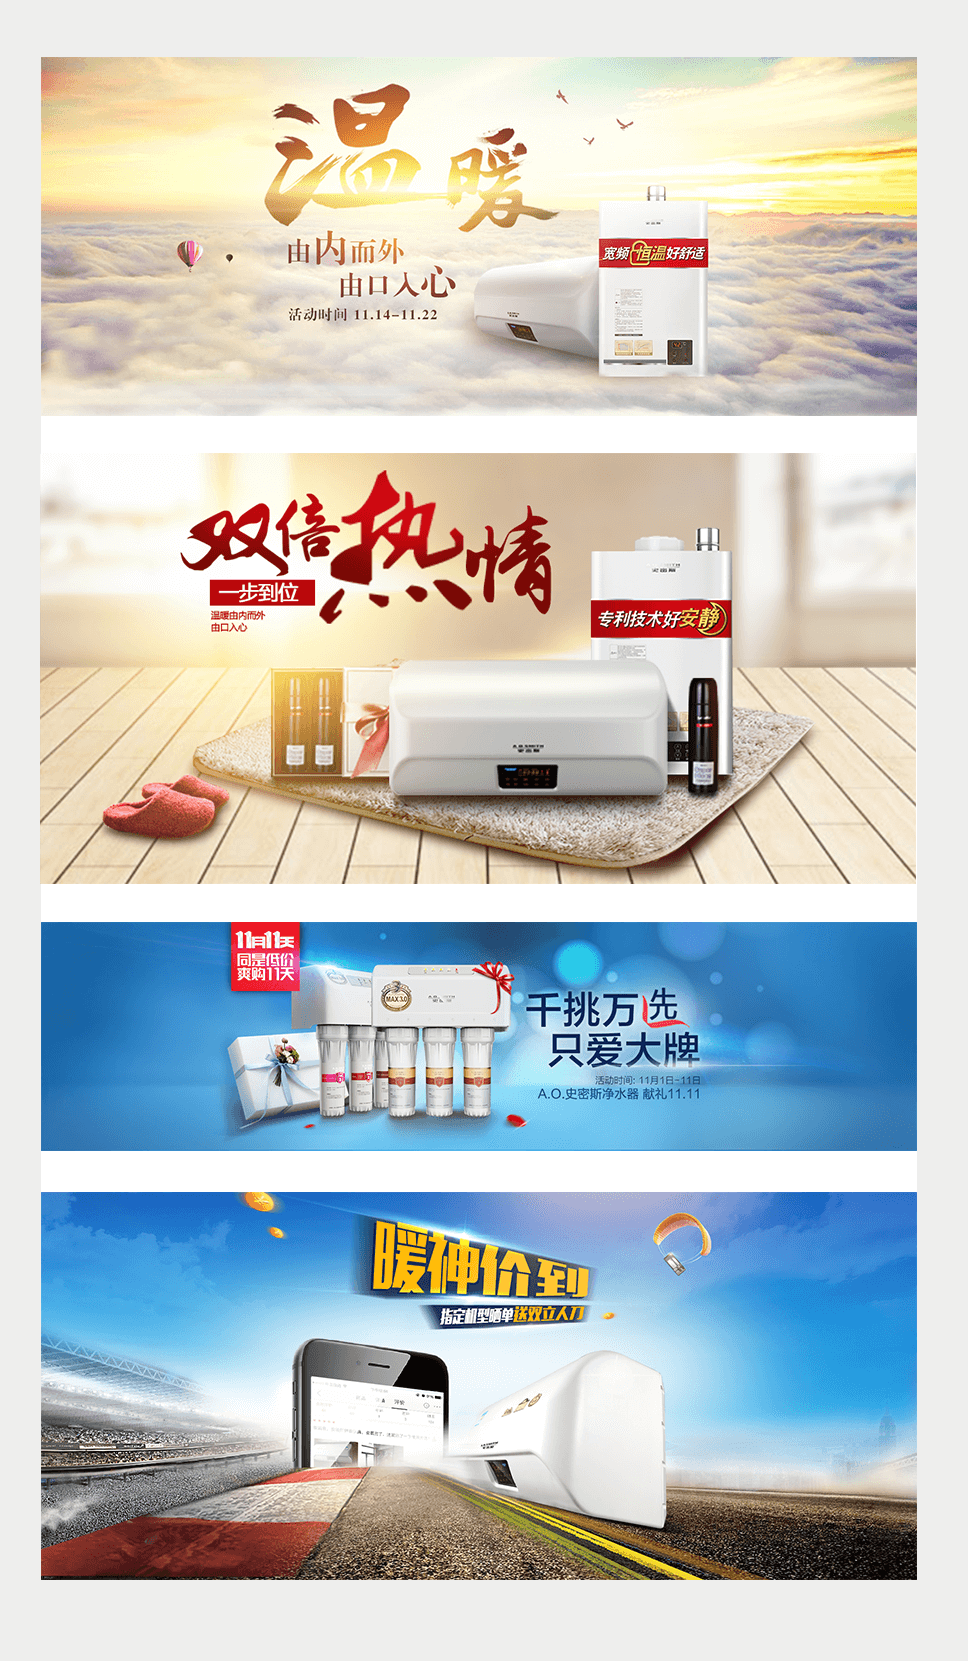 温暖
由内而外
由口入心
活动时间 11.14-11.22
宽频恒温好舒适
双倍热情
一步到位
温暖由内而外
由口入心
专利技术好安静
A.O.SMITH
11月11天
同是低价
爽购11天
MAX3.0
千挑万选
只爱大牌
活动时间: 11月1日-11日
A.O.史密斯净水器 献礼11.11
暖神价到
指定机型晒单送双立人刀